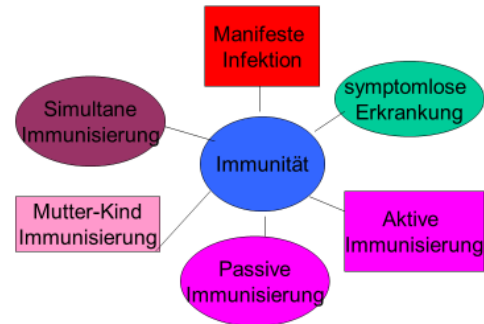 Manifeste
Infektion
symptomlose
Erkrankung
Simultane
Immunisierung
Immunität
Mutter-Kind
Immunisierung
Aktive
Immunisierung
Passive
Immunisierung